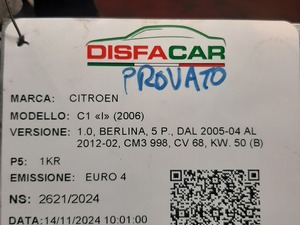 DISFACAR
PROVATO
MARCA: CITROEN
MODELLO: C1 «I» (2006)
VERSIONE: 1.0, BERLINA, 5 P., DAL 2005-04 AL
2012-02, CM3 998, CV 68, KW. 50 (B)
P5: 1KR
EMISSIONE: EURO 4
NS: 2621/2024
DATE: 14/11/2024 10:01:00